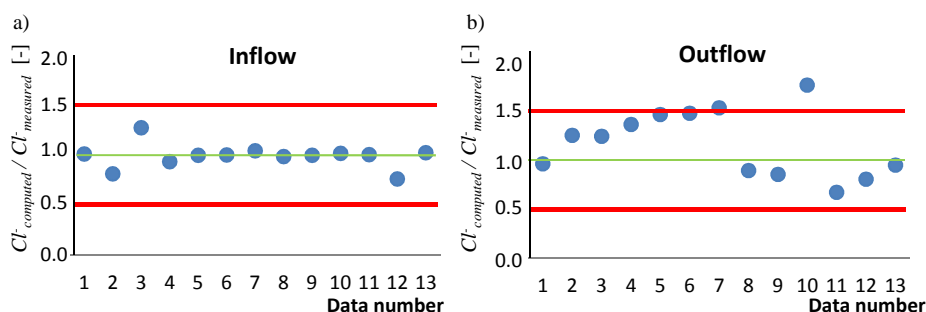 a)
Inflow
Cl⁻computed / Cl⁻measured [-]
2.0
1.5
1.0
0.5
0.0
1 2 3 4 5 6 7 8 9 10 11 12 13
Data number
b)
Outflow
Cl⁻computed / Cl⁻measured [-]
2.0
1.5
1.0
0.5
0.0
1 2 3 4 5 6 7 8 9 10 11 12 13
Data number